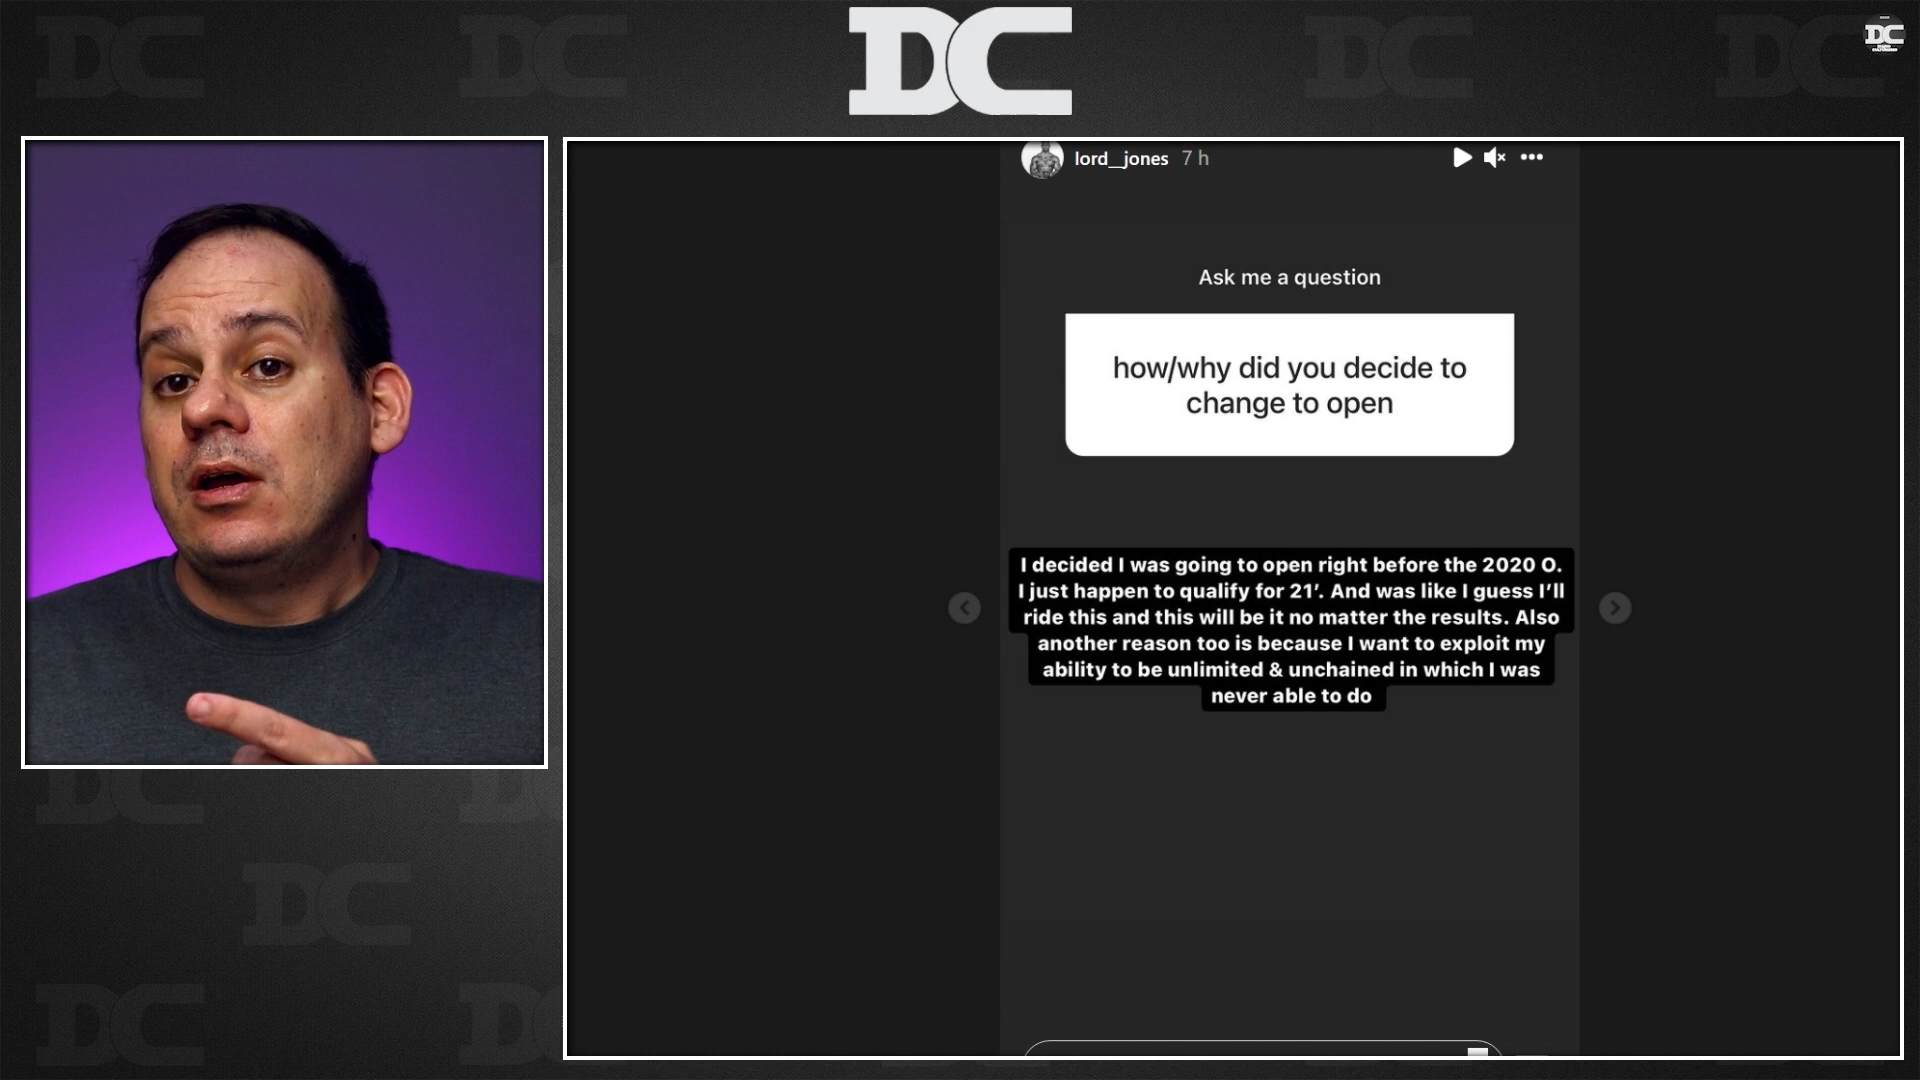 DC
DC
lord__jones 7 h
Ask me a question
how/why did you decide to
change to open
I decided I was going to open right before the 2020 O.
I just happen to qualify for 21’. And was like I guess I’ll
ride this and this will be it no matter the results. Also
another reason too is because I want to exploit my
ability to be unlimited & unchained in which I was
never able to do